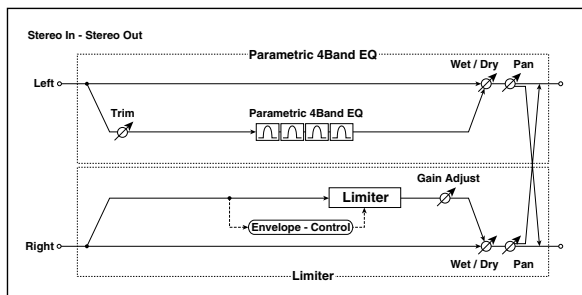 Stereo In - Stereo Out
Parametric 4Band EQ
Wet / Dry
Pan
Left
Trim
Parametric 4Band EQ
Gain Adjust
Limiter
Envelope - Control
Right
Wet / Dry
Pan
Limiter